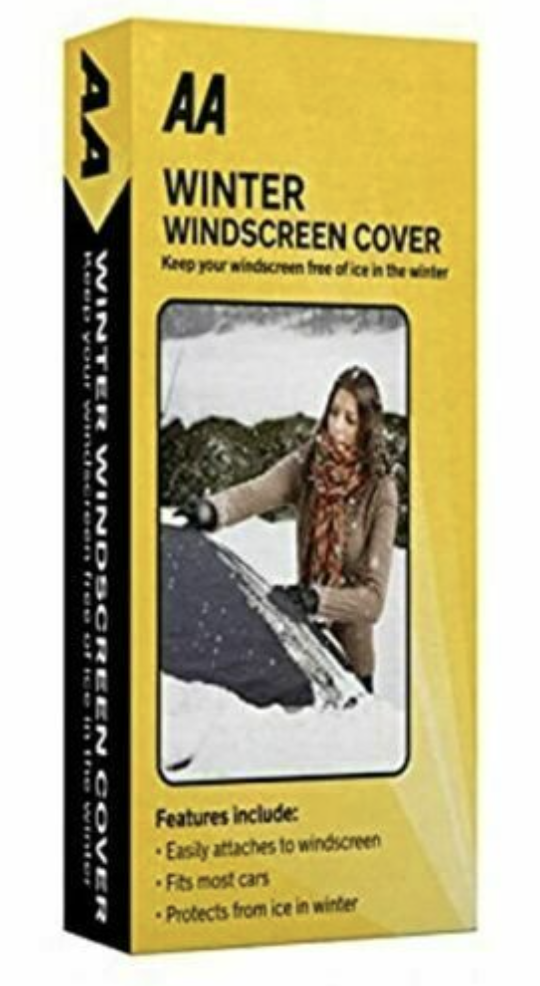 AA
WINTER
WINDSCREEN COVER
Keep your windscreen free of ice in the winter
Features include:
• Easily attaches to windscreen
• Fits most cars
• Protects from ice in winter
AA
WINTER WINDSCREEN COVER
Keep your windscreen free of ice in the winter